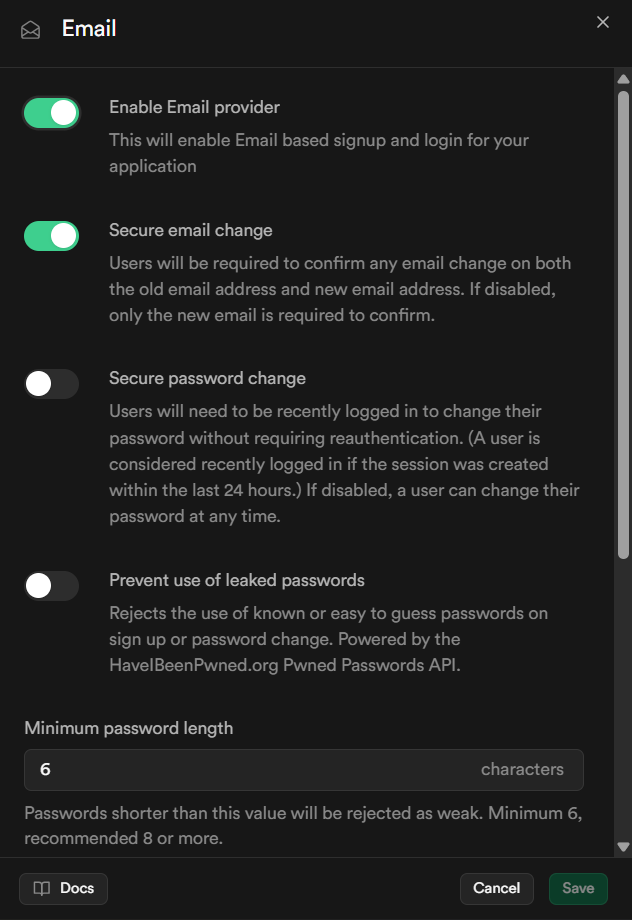 Email
Enable Email provider
This will enable Email based signup and login for your
application
Secure email change
Users will be required to confirm any email change on both
the old email address and new email address. If disabled,
only the new email is required to confirm.
Secure password change
Users will need to be recently logged in to change their
password without requiring reauthentication. (A user is
considered recently logged in if the session was created
within the last 24 hours.) If disabled, a user can change their
password at any time.
Prevent use of leaked passwords
Rejects the use of known or easy to guess passwords on
sign up or password change. Powered by the
HaveIBeenPwned.org Pwned Passwords API.
Minimum password length
6 characters
Passwords shorter than this value will be rejected as weak. Minimum 6,
recommended 8 or more.
Docs Cancel Save